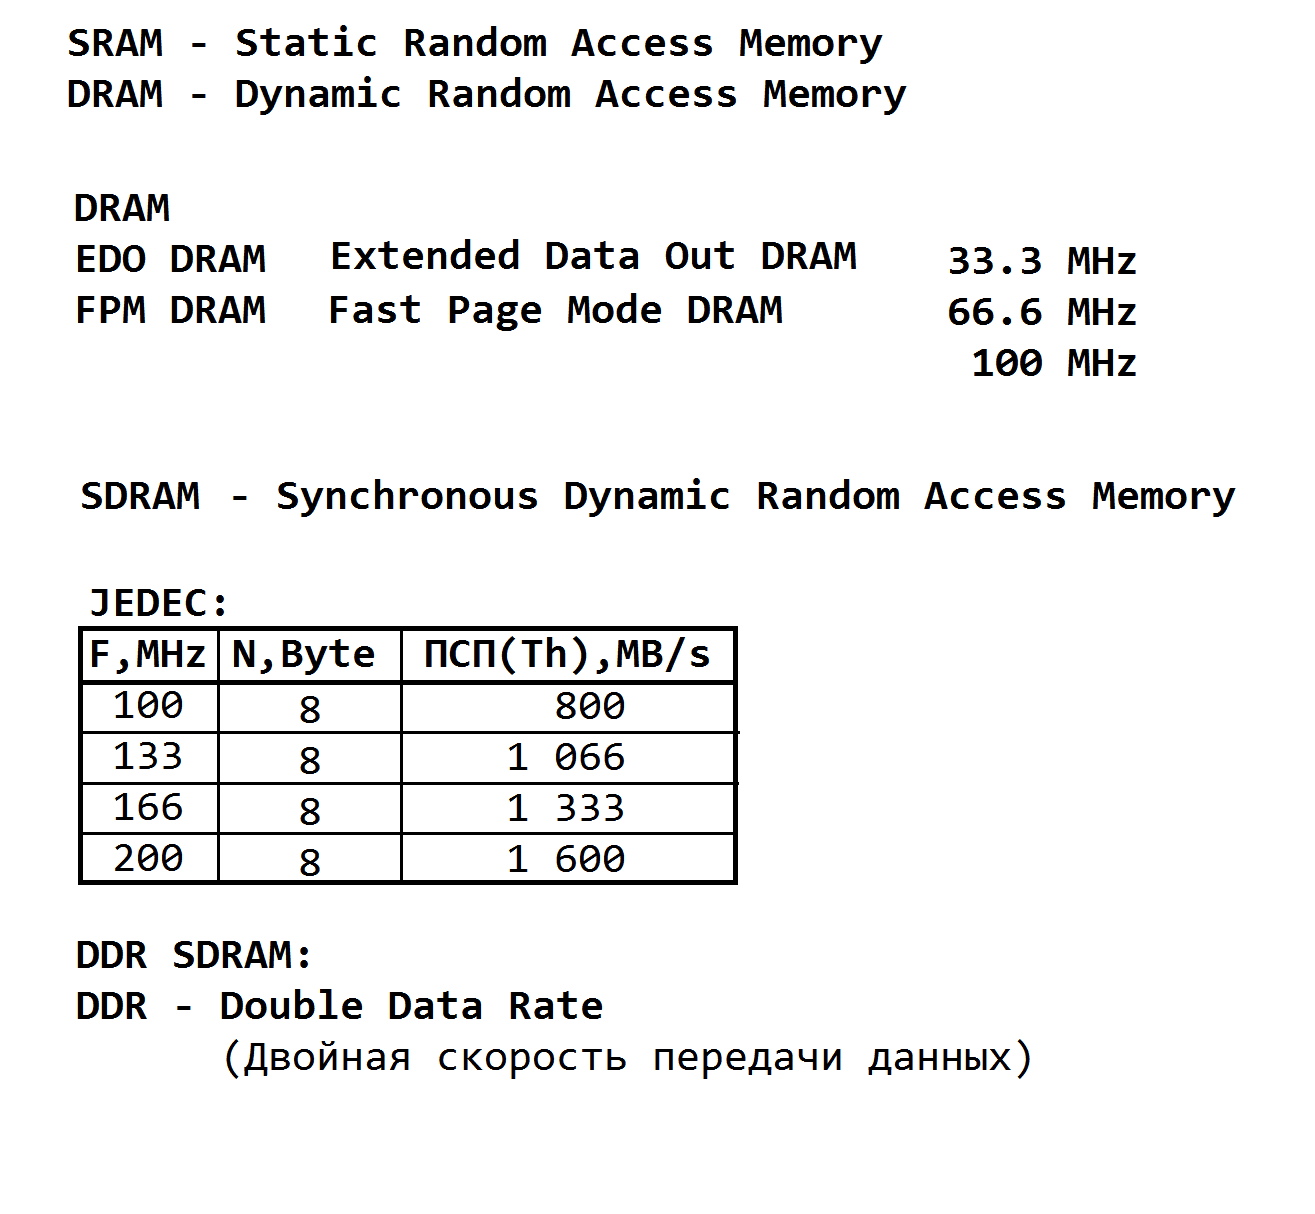 SRAM - Static Random Access Memory
DRAM - Dynamic Random Access Memory
DRAM
EDO DRAM Extended Data Out DRAM 33.3 MHz
FPM DRAM Fast Page Mode DRAM 66.6 MHz
100 MHz
SDRAM - Synchronous Dynamic Random Access Memory
JEDEC:
F,MHz N,Byte ПСП(Th),MB/s
100 8 800
133 8 1 066
166 8 1 333
200 8 1 600
DDR SDRAM:
DDR - Double Data Rate
(Двойная скорость передачи данных)